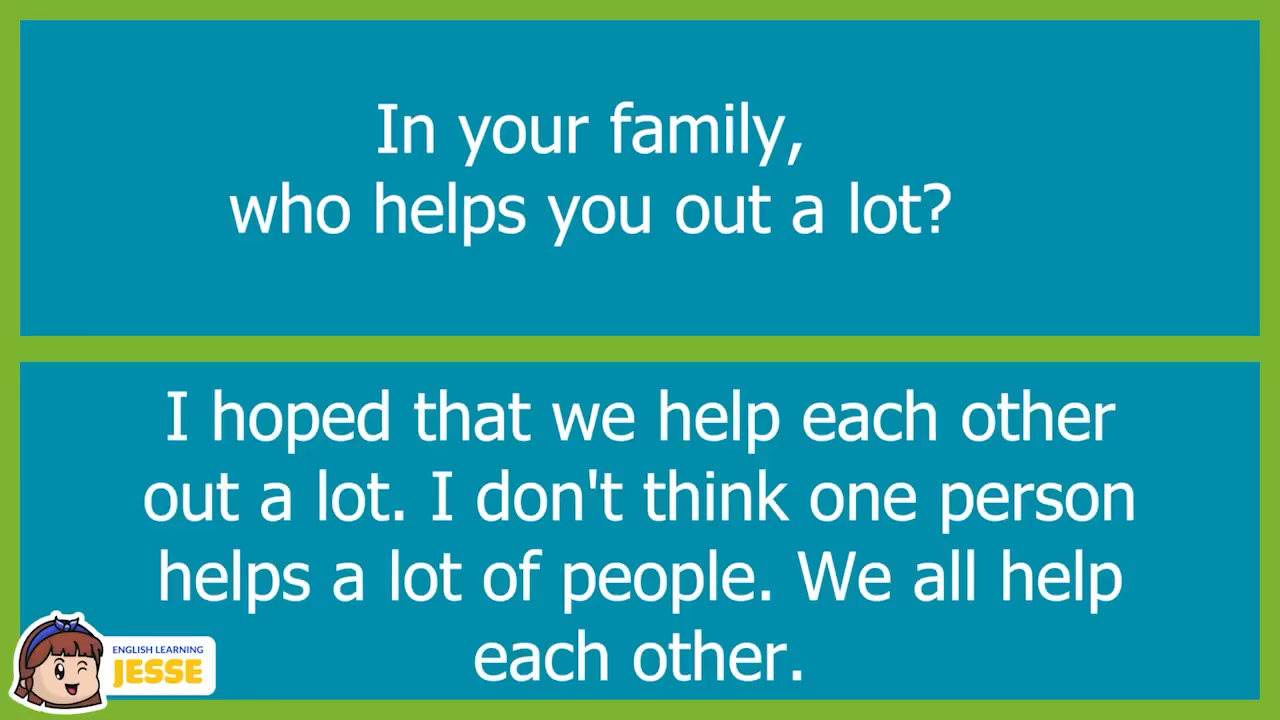 In your family,
who helps you out a lot?
I hoped that we help each other
out a lot. I don't think one person
helps a lot of people. We all help
each other.
ENGLISH LEARNING
JESSE